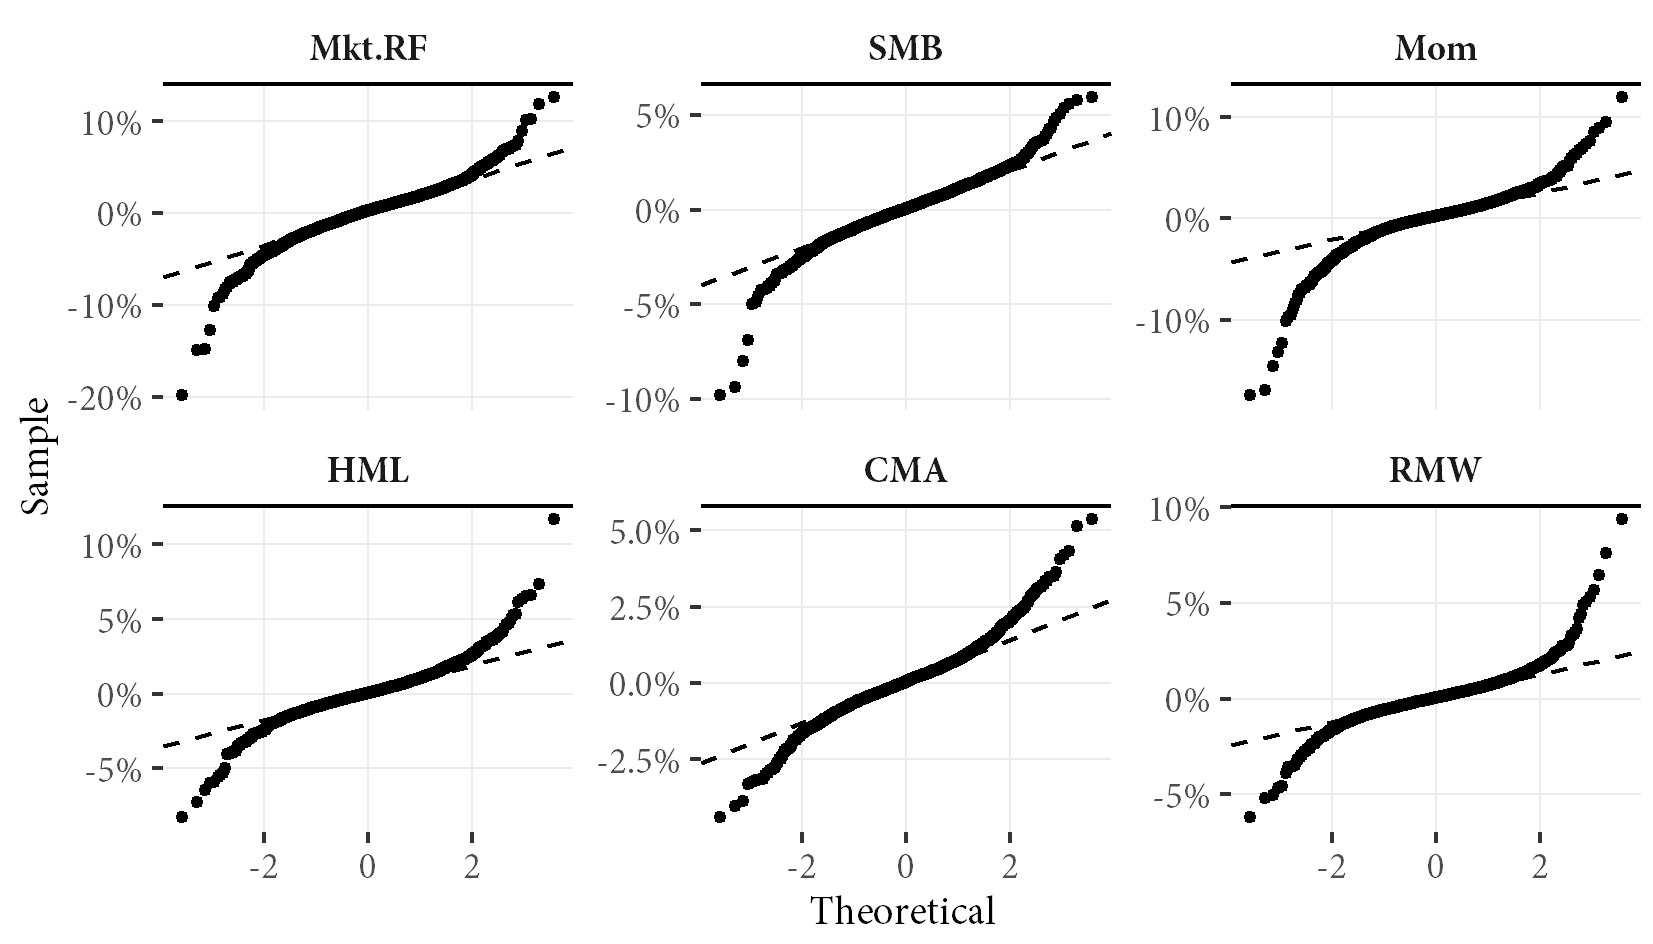 Mkt.RF SMB Mom
10% 5% 10%
0% 0% 0%
-10% -5% -10%
-20% -10%
Sample
HML CMA RMW
10% 5.0% 10%
5% 2.5% 5%
0% 0.0% 0%
-5% -2.5% -5%
-2 0 2 -2 0 2 -2 0 2
Theoretical